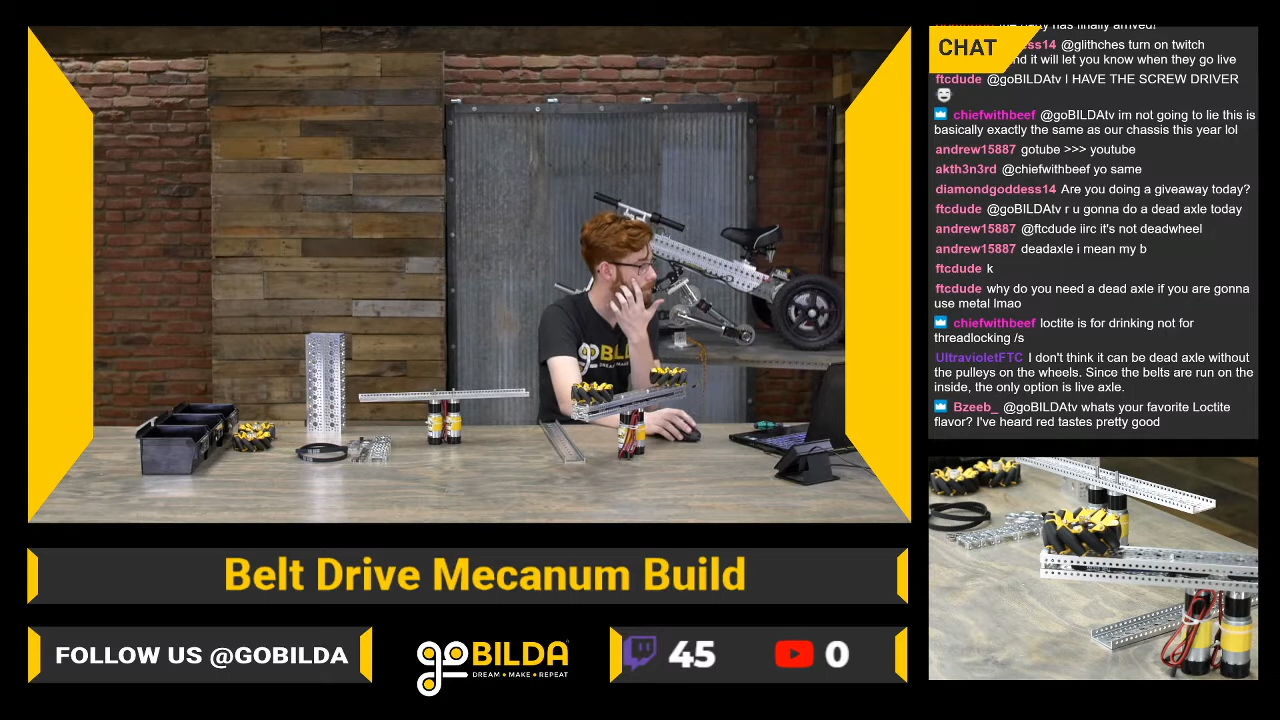 has finally arrived!
CHAT
ess14 @glithches turn on twitch
nd it will let you know when they go live
ftcdude @goBILDAtv I HAVE THE SCREW DRIVER
chiefwithbeef @goBILDAtv im not going to lie this is
basically exactly the same as our chassis this year lol
andrew15887 gotube >>> youtube
akth3n3rd @chiefwithbeef yo same
diamondgoddess14 Are you doing a giveaway today?
ftcdude @goBILDAtv r u gonna do a dead axle today
andrew15887 @ftcdude iirc it's not deadwheel
andrew15887 deadaxle i mean my b
ftcdude k
ftcdude why do you need a dead axle if you are gonna
use metal lmao
chiefwithbeef loctite is for drinking not for
threadlocking /s
UltravioletFTC I don't think it can be dead axle without
the pulleys on the wheels. Since the belts are run on the
inside, the only option is live axle.
Bzeeb_ @goBILDAtv whats your favorite Loctite
flavor? I've heard red tastes pretty good
goBILDA
Belt Drive Mecanum Build
FOLLOW US @GOBILDA
goBILDA
DREAM • MAKE • REPEAT
45
0